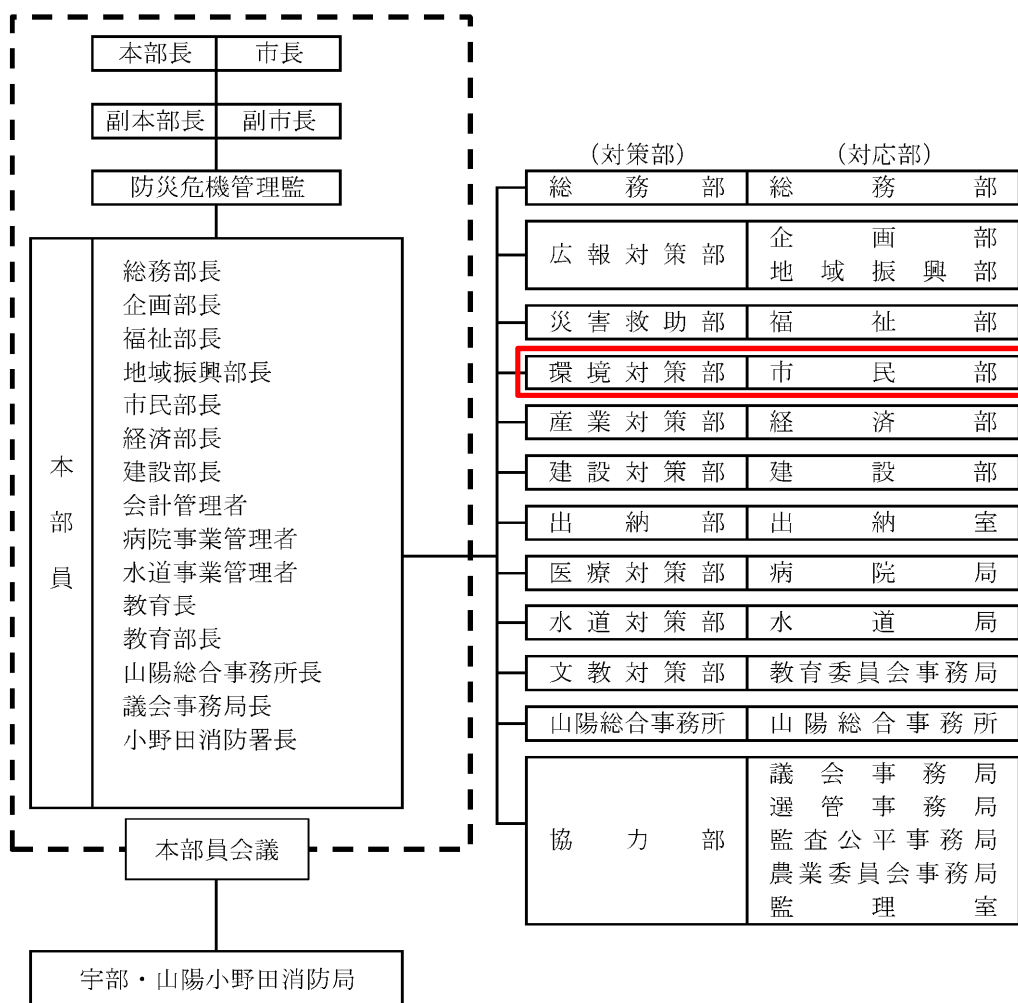 本部長 市長
副本部長 副市長
防災危機管理監
本部員
総務部長
企画部長
福祉部長
地域振興部長
市民部長
経済部長
建設部長
会計管理者
病院事業管理者
水道事業管理者
教育長
教育部長
山陽総合事務所長
議会事務局長
小野田消防署長
本部員会議
宇部・山陽小野田消防局
(対策部) (対応部)
総務部 総務部
広報対策部 企画部
地域振興部
災害救助部 福祉部
環境対策部 市民部
産業対策部 経済部
建設対策部 建設部
出納部 出納室
医療対策部 病院局
水道対策部 水道局
文教対策部 教育委員会事務局
山陽総合事務所 山陽総合事務所
協力部 議会事務局
選管事務局
監査公平事務局
農業委員会事務局
監理室